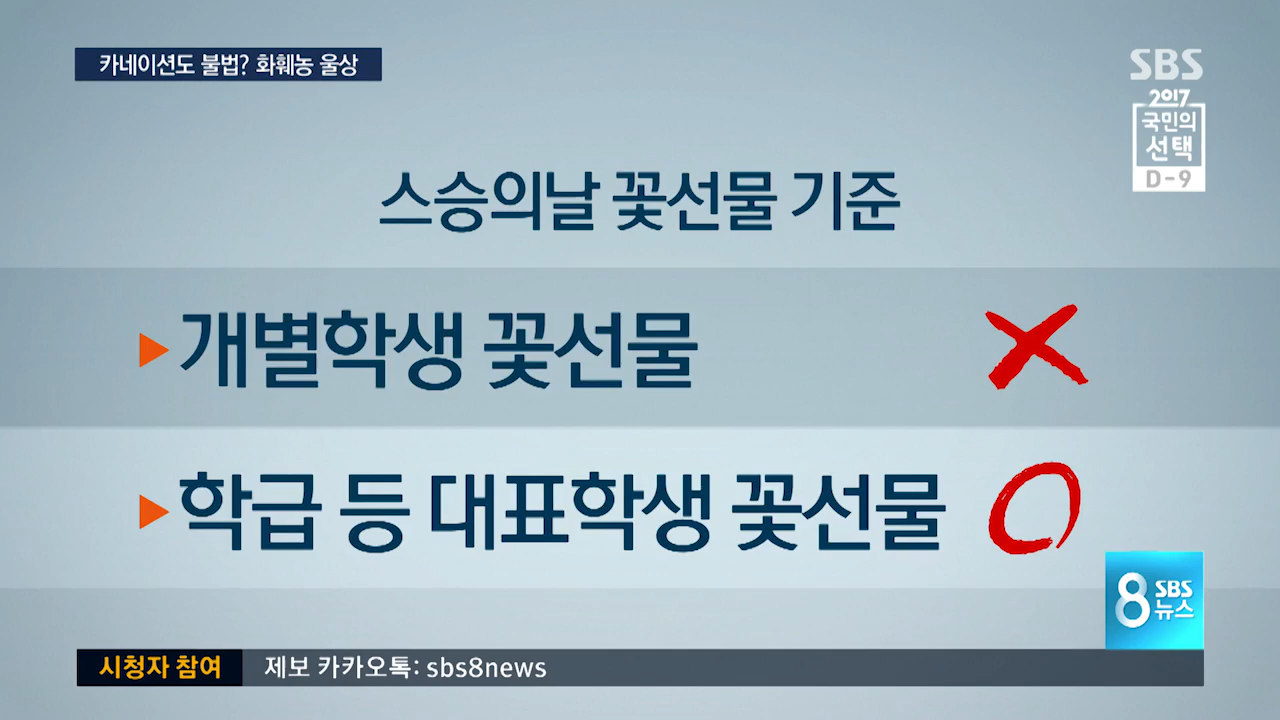 카네이션도 불법? 화훼농 울상
SBS
2017
국민의
선택
D-9
스승의날 꽃선물 기준
개별학생 꽃선물
학급 등 대표학생 꽃선물
8 SBS
뉴스
시청자 참여 제보 카카오톡: sbs8news